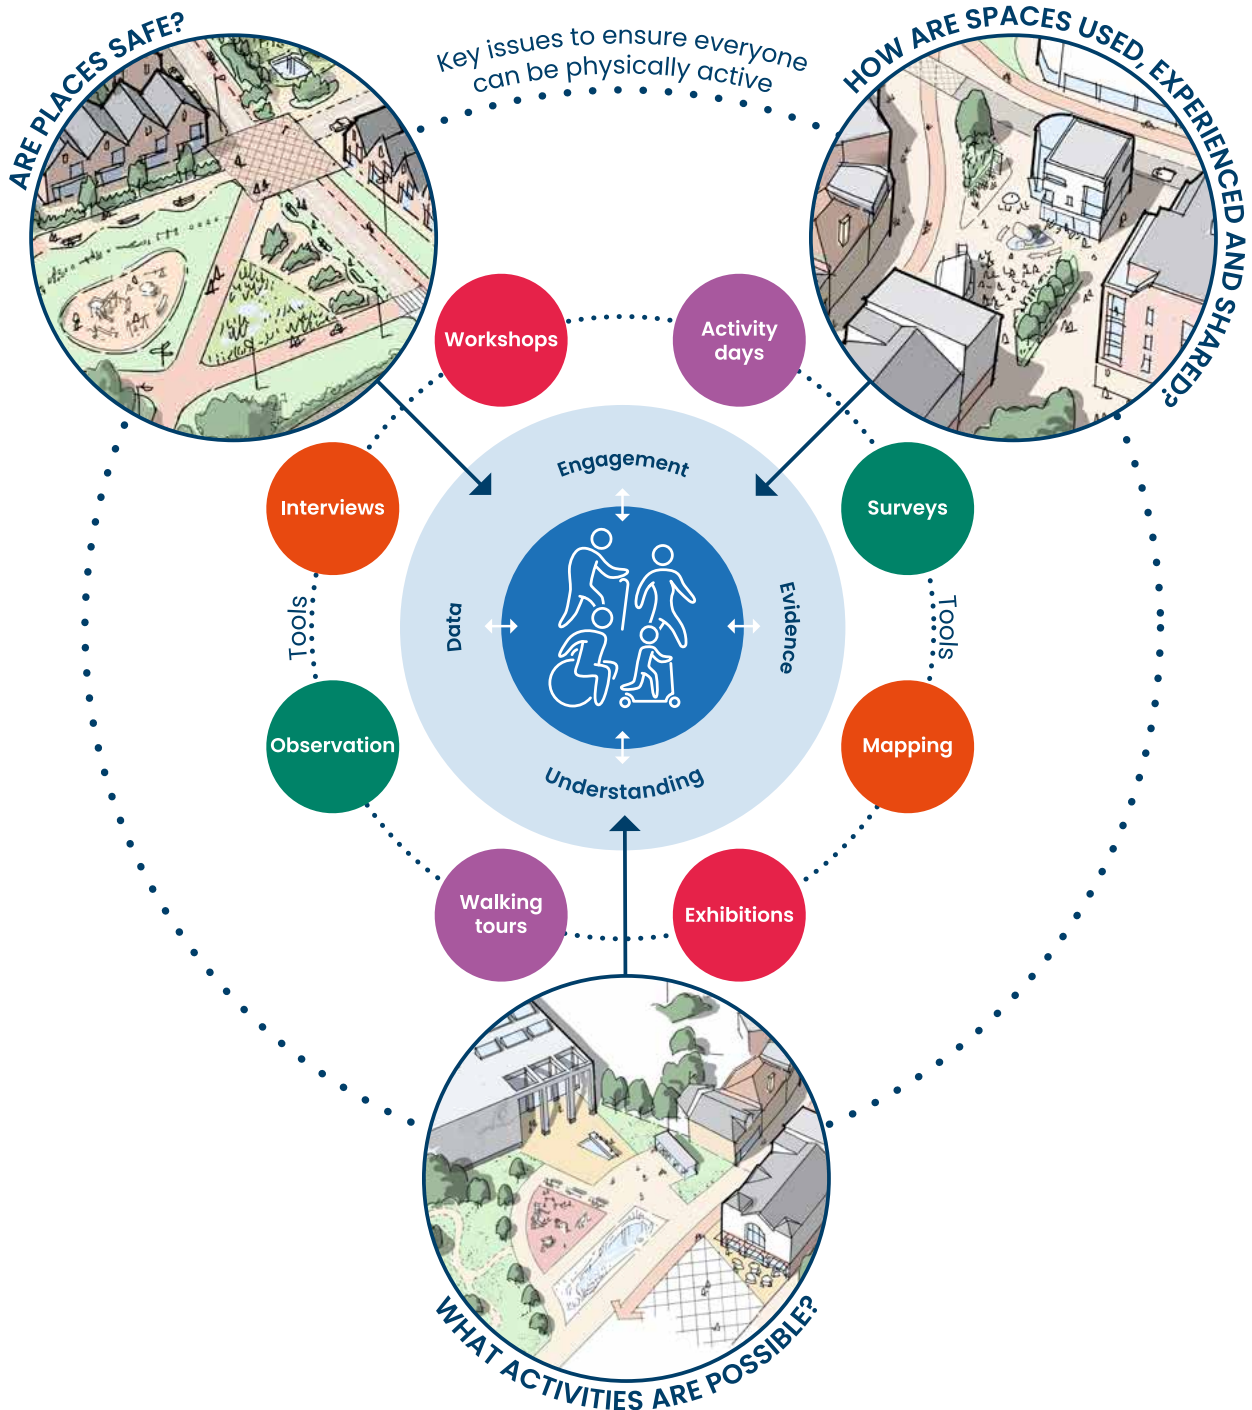 ARE PLACES SAFE?
Key issues to ensure everyone
can be physically active
HOW ARE SPACES USED, EXPERIENCED AND SHARED?
Workshops
Activity
days
Interviews
Engagement
Surveys
Tools
Data
Evidence
Tools
Observation
Understanding
Mapping
Walking
tours
Exhibitions
WHAT ACTIVITIES ARE POSSIBLE?